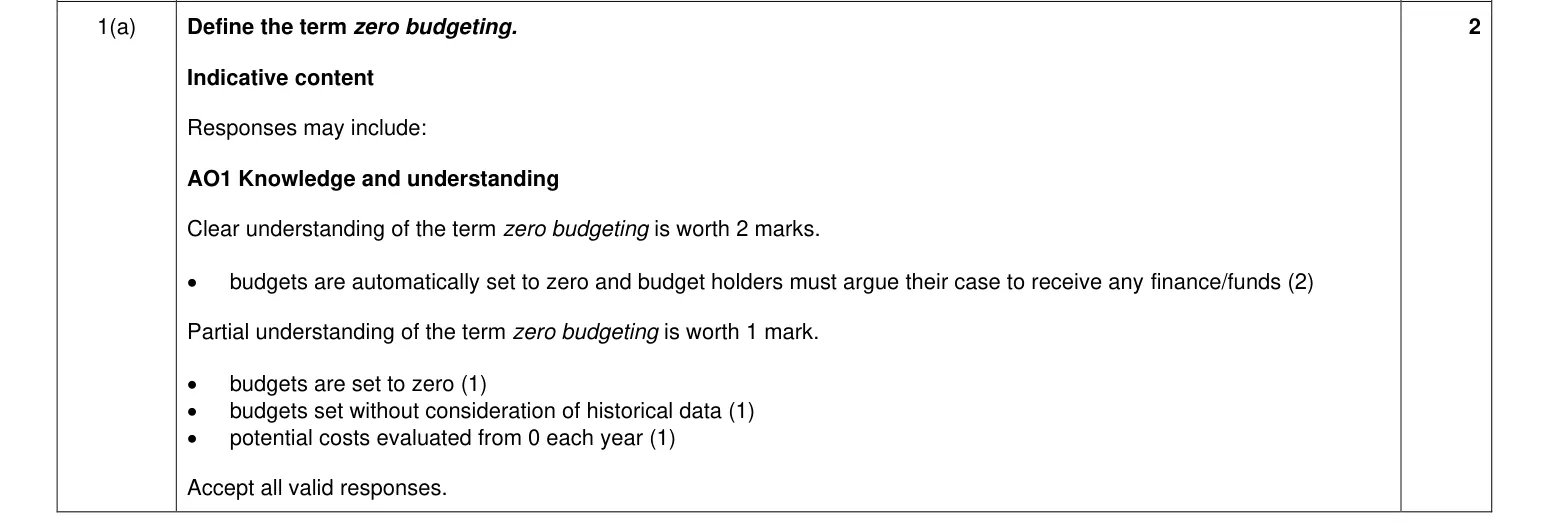 1(a) Define the term zero budgeting. 2
Indicative content
Responses may include:
AO1 Knowledge and understanding
Clear understanding of the term zero budgeting is worth 2 marks.
• budgets are automatically set to zero and budget holders must argue their case to receive any finance/funds (2)
Partial understanding of the term zero budgeting is worth 1 mark.
• budgets are set to zero (1)
• budgets set without consideration of historical data (1)
• potential costs evaluated from 0 each year (1)
Accept all valid responses.